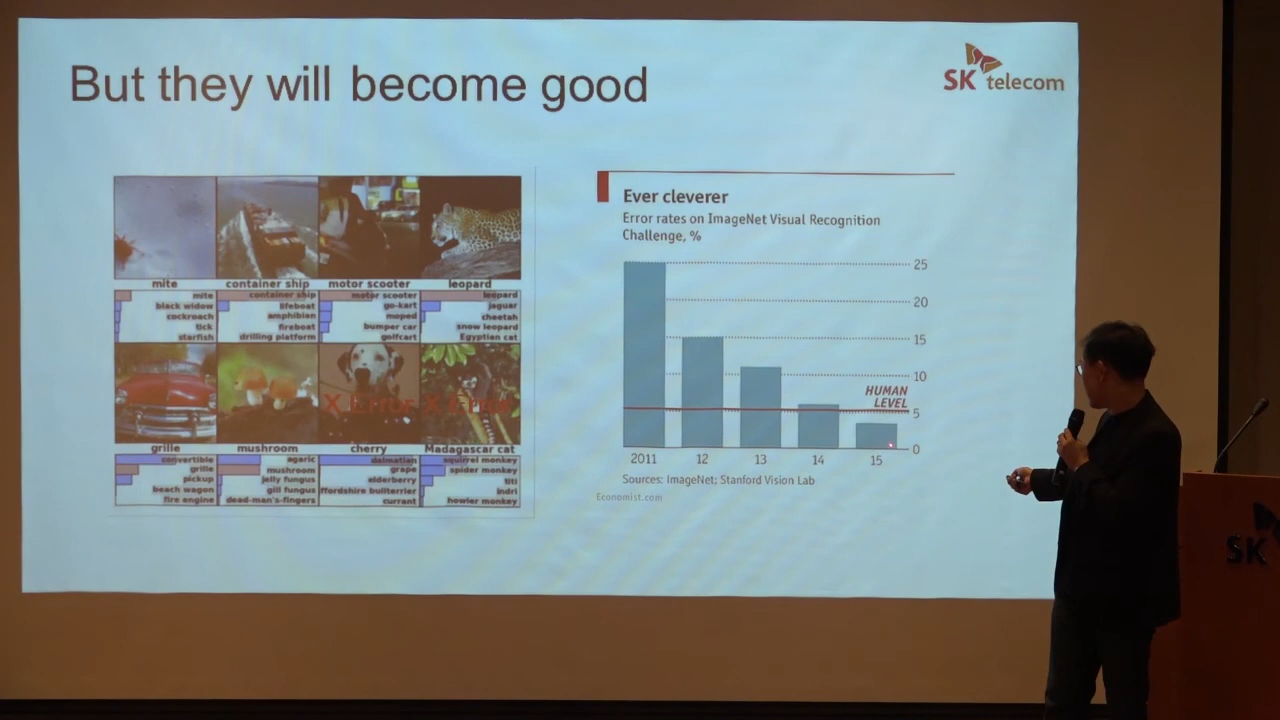 But they will become good
SK telecom
mite
container ship
motor scooter
leopard
mite
black widow
cockroach
tick
starfish
container ship
lifeboat
amphibian
fireboat
drilling platform
motor scooter
go-kart
moped
bumper car
golfcart
leopard
jaguar
cheetah
snow leopard
Egyptian cat
X Error
X Error
grille
mushroom
cherry
Madagascar cat
convertible
grille
pickup
beach wagon
fire engine
agaric
mushroom
jelly fungus
gill fungus
dead-man's-fingers
dalmatian
grape
elderberry
ffordshire bullterrier
currant
squirrel monkey
spider monkey
titi
indri
howler monkey
Ever cleverer
Error rates on ImageNet Visual Recognition
Challenge, %
25
20
15
10
HUMAN
LEVEL
5
0
2011 12 13 14 15
Sources: ImageNet; Stanford Vision Lab
Economist.com
SK